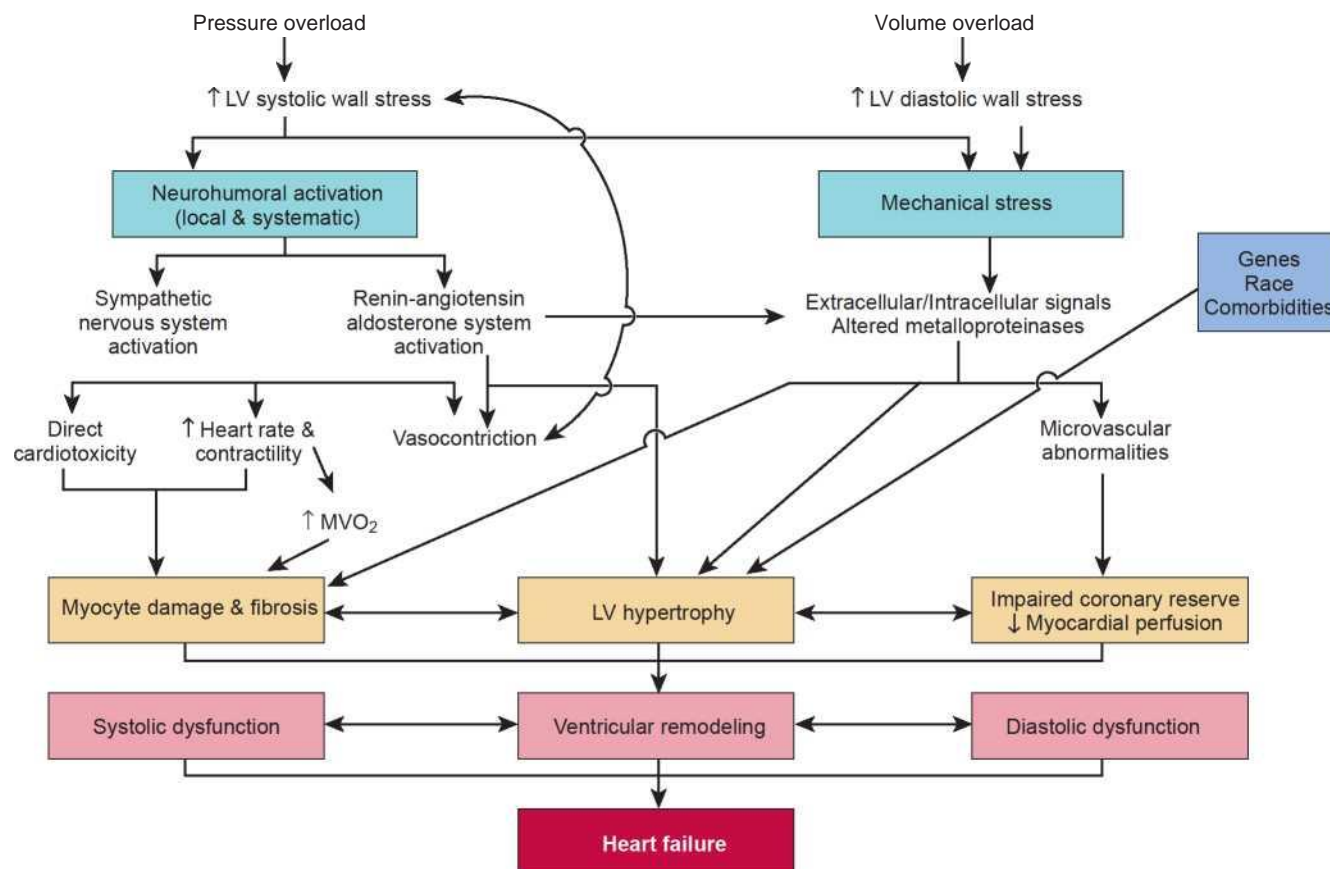 Pressure overload
Volume overload
↑ LV systolic wall stress
↑ LV diastolic wall stress
Neurohumoral activation
(local & systematic)
Mechanical stress
Genes
Race
Comorbidities
Sympathetic
nervous system
activation
Renin-angiotensin
aldosterone system
activation
Extracellular/Intracellular signals
Altered metalloproteinases
Direct
cardiotoxicity
↑ Heart rate &
contractility
Vasocontriction
Microvascular
abnormalities
↑ MVO₂
Myocyte damage & fibrosis
LV hypertrophy
Impaired coronary reserve
↓ Myocardial perfusion
Systolic dysfunction
Ventricular remodeling
Diastolic dysfunction
Heart failure